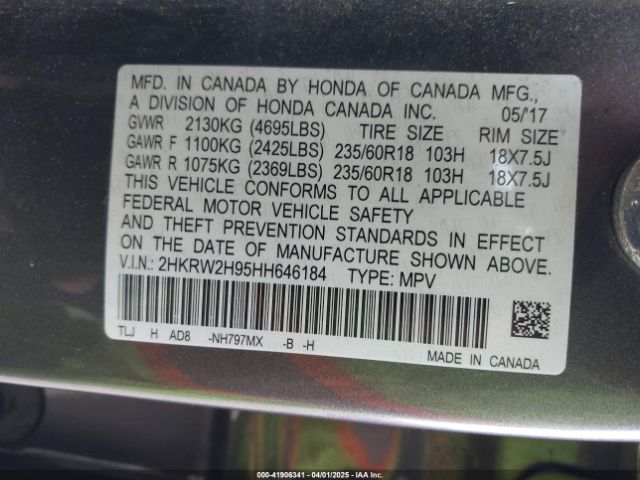 MFD. IN CANADA BY HONDA OF CANADA MFG.,
A DIVISION OF HONDA CANADA INC. 05/'17
GVWR 2130KG (4695LBS) TIRE SIZE RIM SIZE
GAWR F 1100KG (2425LBS) 235/60R18 103H 18X7.5J
GAWR R 1075KG (2369LBS) 235/60R18 103H 18X7.5J
THIS VEHICLE CONFORMS TO ALL APPLICABLE
FEDERAL MOTOR VEHICLE SAFETY
AND THEFT PREVENTION STANDARDS IN EFFECT
ON THE DATE OF MANUFACTURE SHOWN ABOVE.
V.I.N.: 2HKRW2H95HH646184 TYPE: MPV
TLJ H AD8 -NH797MX -B -H
MADE IN CANADA
000-41906341 - 04/01/2025 - IAAI.COM